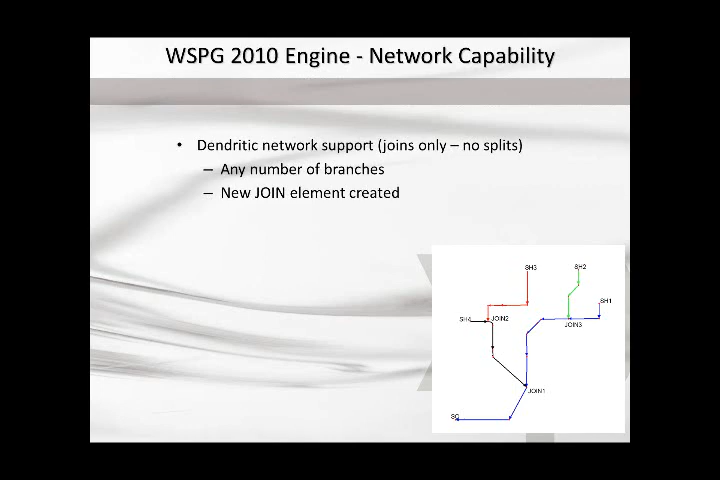 WSPG 2010 Engine - Network Capability
• Dendritic network support (joins only – no splits)
– Any number of branches
– New JOIN element created
SH3
SH2
SH1
SH4
JOIN2
JOIN3
JOIN1
SO